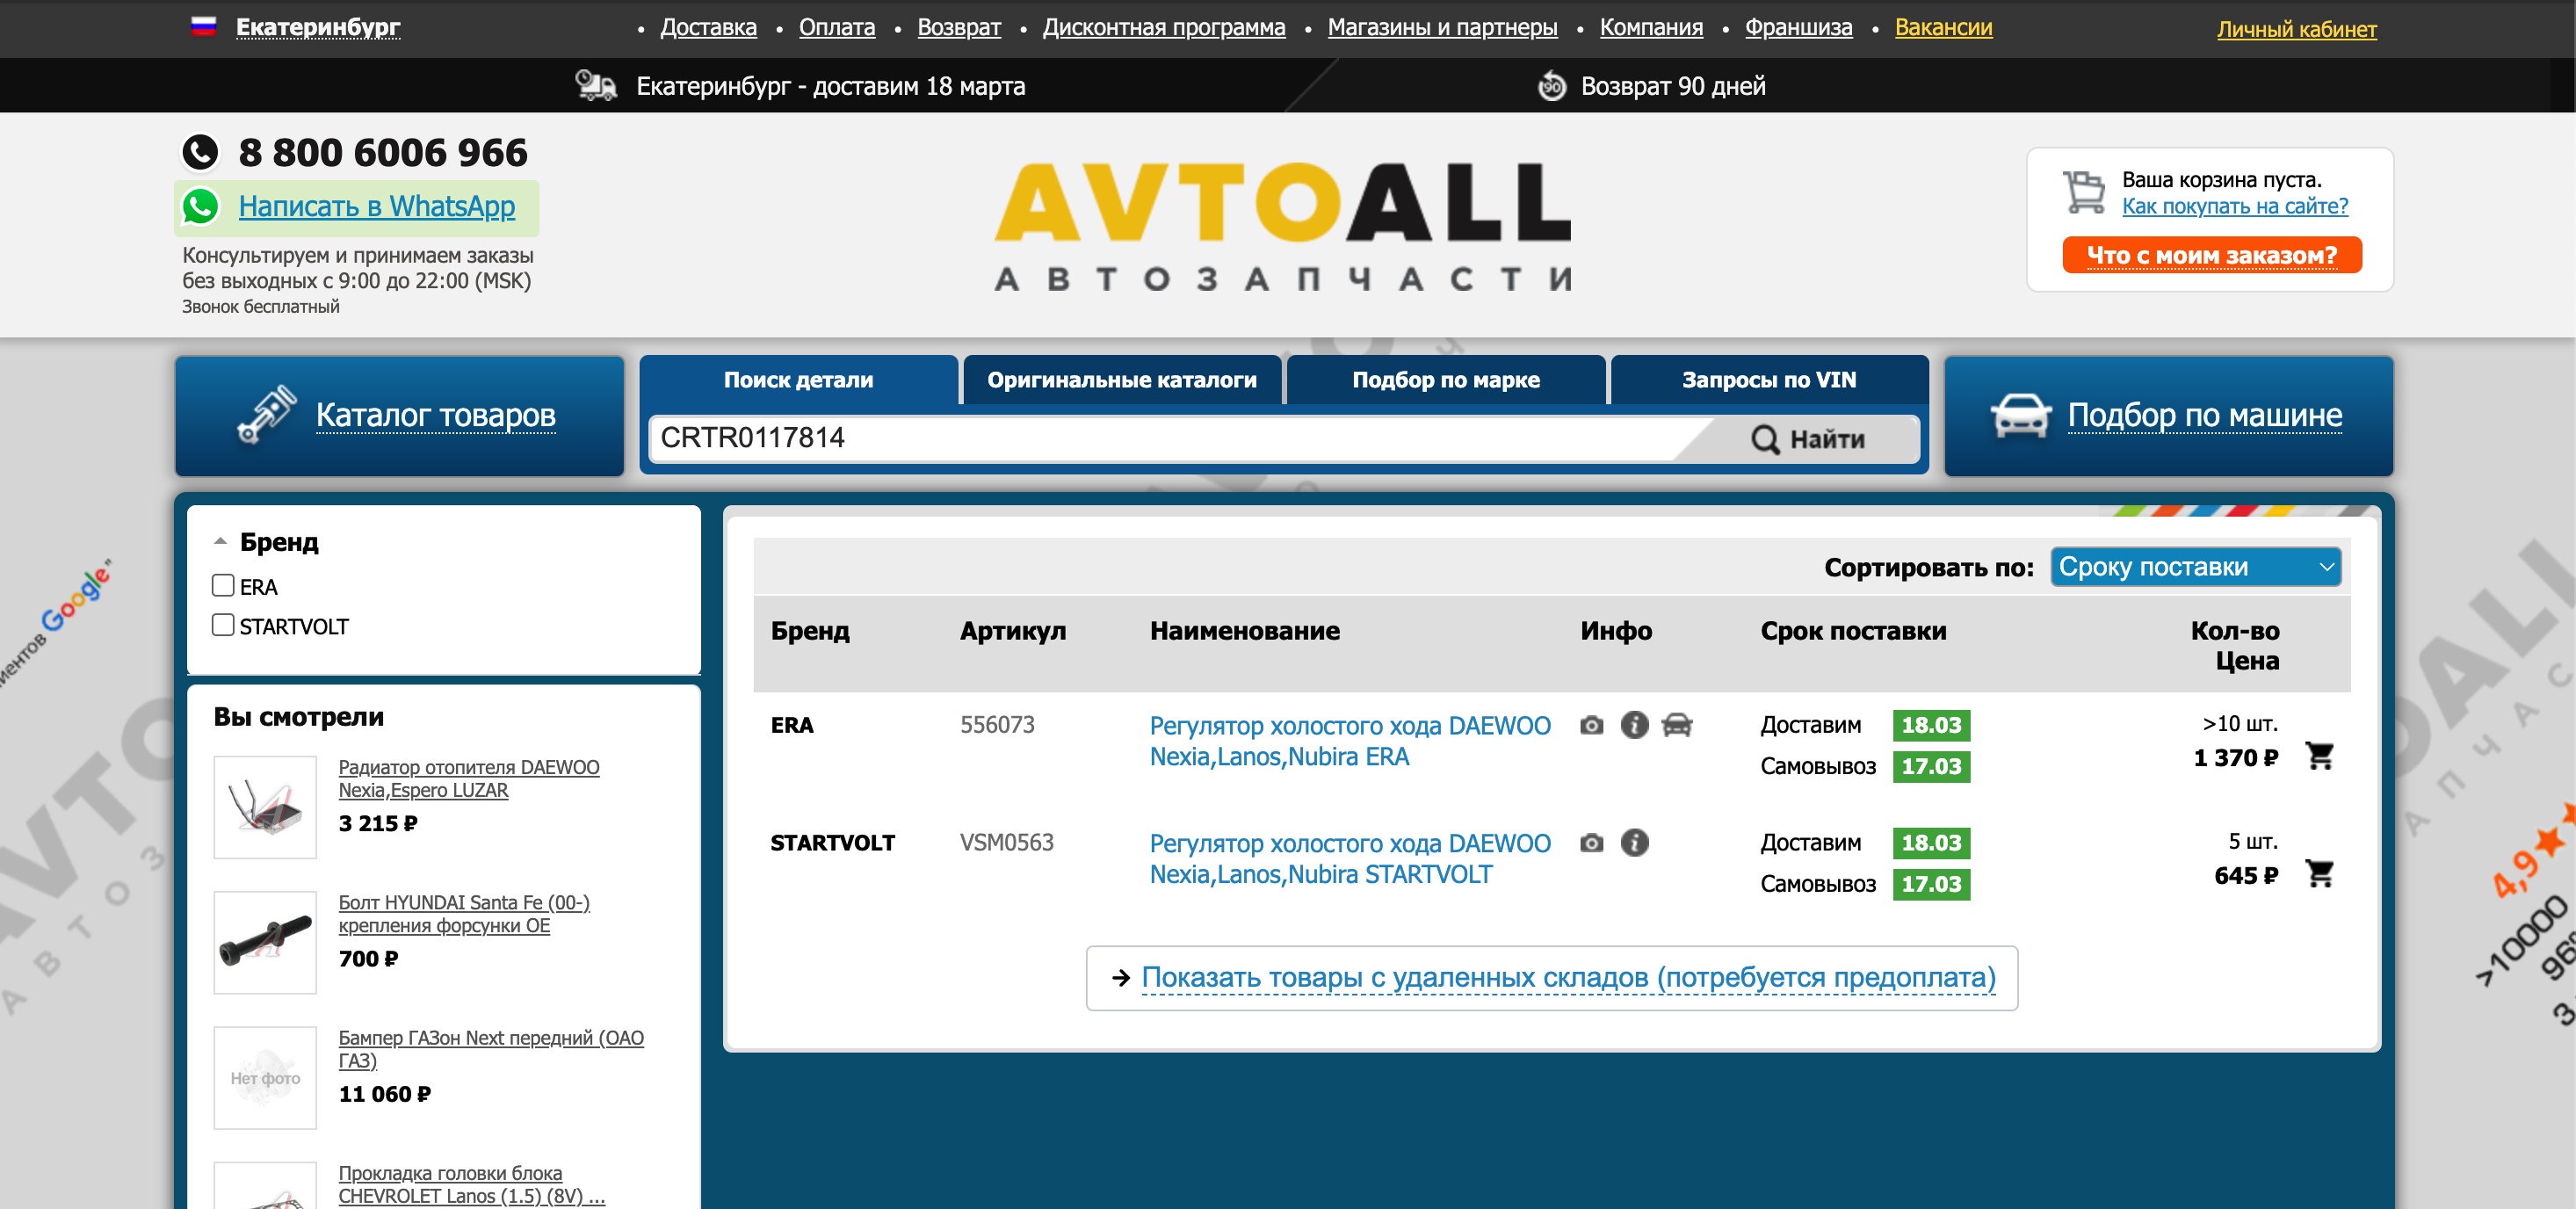 Екатеринбург
• Доставка • Оплата • Возврат • Дисконтная программа • Магазины и партнеры • Компания • Франшиза • Вакансии
Личный кабинет
Екатеринбург - доставим 18 марта
90 Возврат 90 дней
8 800 6006 966
Написать в WhatsApp
Консультируем и принимаем заказы
без выходных с 9:00 до 22:00 (MSK)
Звонок бесплатный
AVTOALL
АВТОЗАПЧАСТИ
Ваша корзина пуста.
Как покупать на сайте?
Что с моим заказом?
Каталог товаров
Поиск детали
Оригинальные каталоги
Подбор по марке
Запросы по VIN
CRTR0117814
Найти
Подбор по машине
Бренд
ERA
STARTVOLT
Вы смотрели
Радиатор отопителя DAEWOO
Nexia,Espero LUZAR
3 215 ₽
Болт HYUNDAI Santa Fe (00-)
крепления форсунки OE
700 ₽
Нет фото
Бампер ГАЗон Next передний (ОАО
ГАЗ)
11 060 ₽
Прокладка головки блока
CHEVROLET Lanos (1.5) (8V) ...
Сортировать по: Сроку поставки
Бренд Артикул Наименование Инфо Срок поставки Кол-во
Цена
ERA 556073 Регулятор холостого хода DAEWOO
Nexia,Lanos,Nubira ERA
Доставим 18.03
Самовывоз 17.03
>10 шт.
1 370 ₽
STARTVOLT VSM0563 Регулятор холостого хода DAEWOO
Nexia,Lanos,Nubira STARTVOLT
Доставим 18.03
Самовывоз 17.03
5 шт.
645 ₽
→ Показать товары с удаленных складов (потребуется предоплата)
Google
4,9
>10000